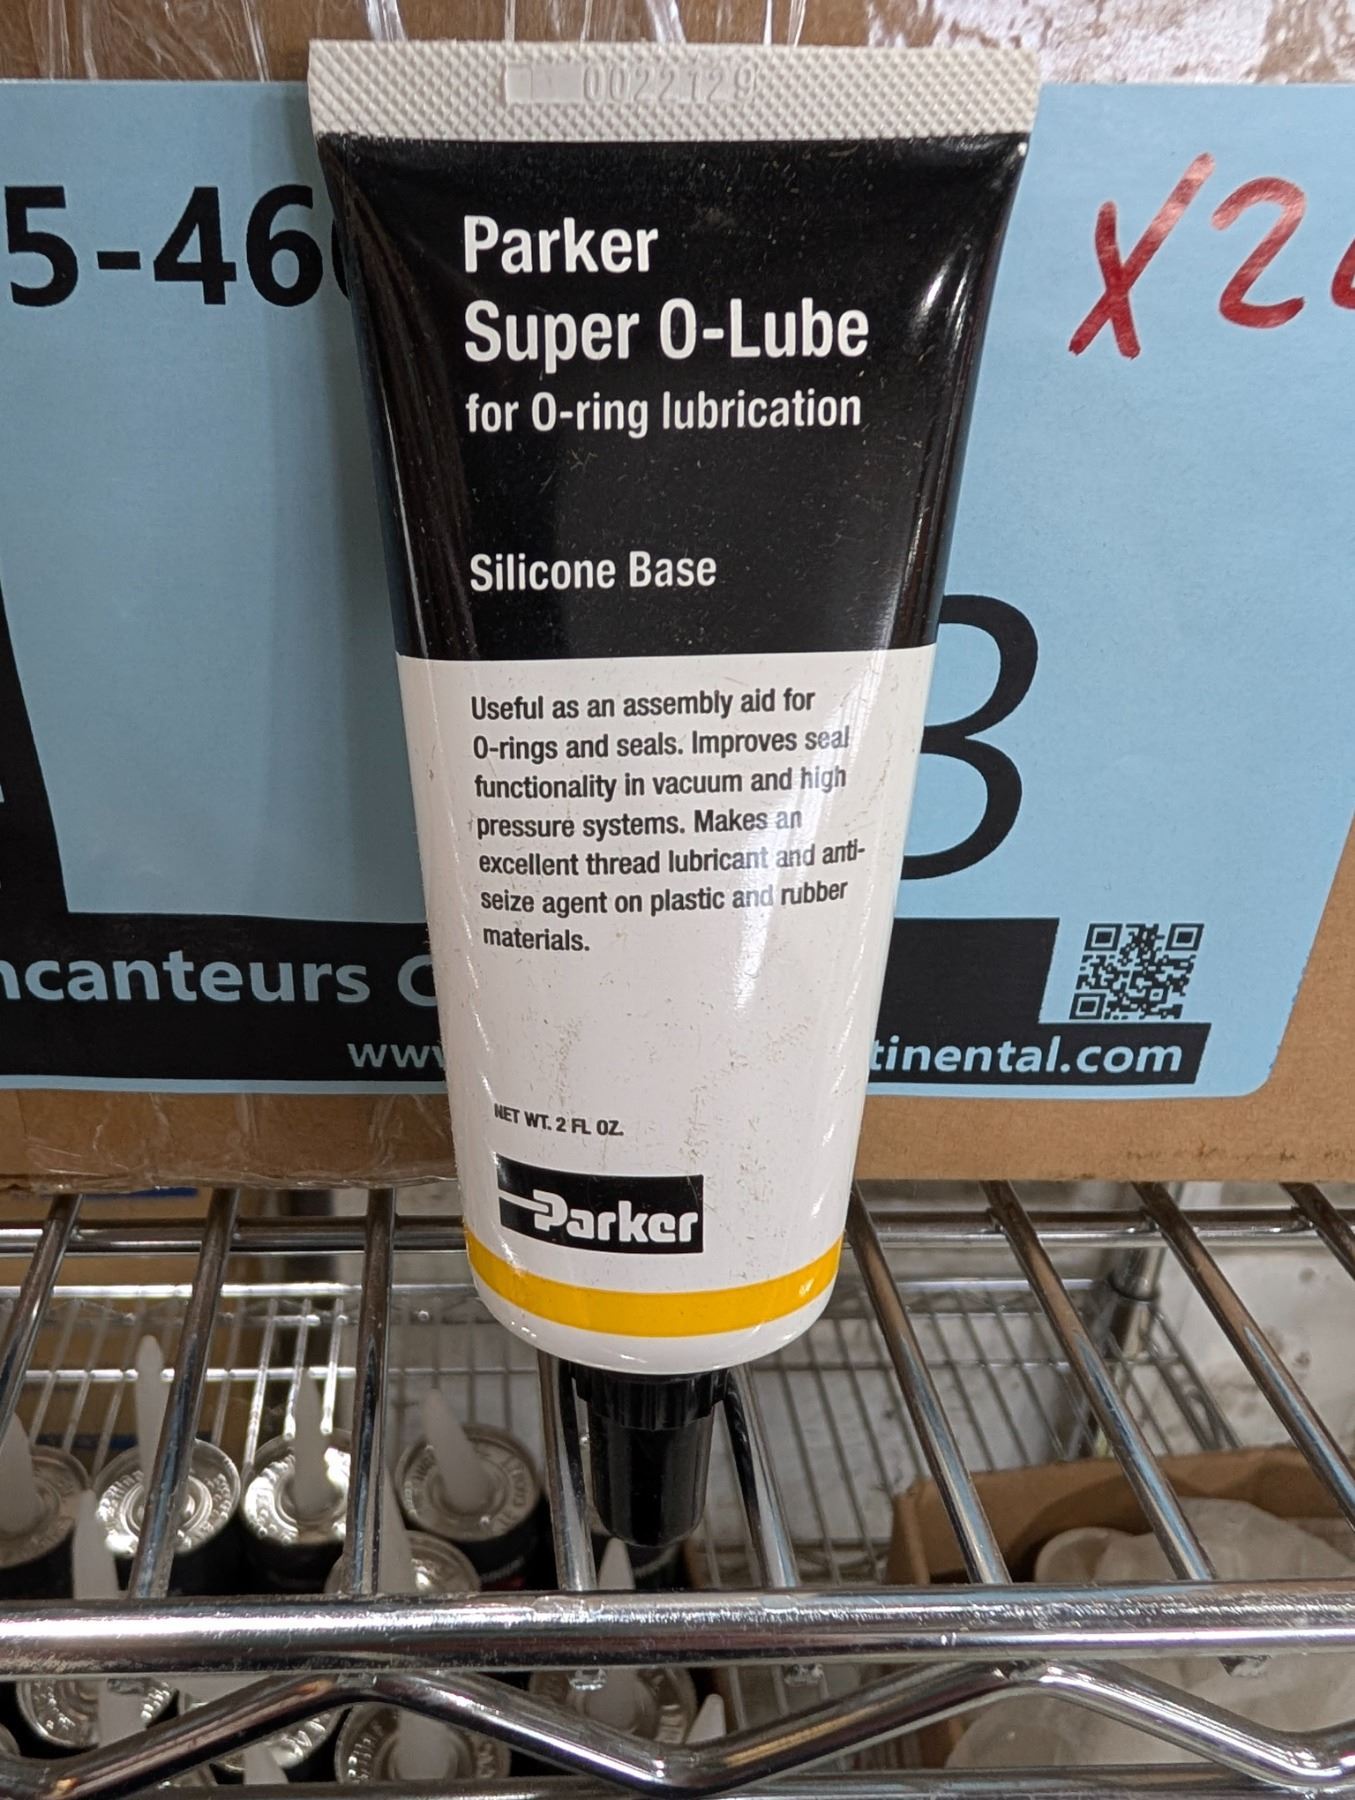 0022129
Parker
Super O-Lube
for O-ring lubrication
Silicone Base
Useful as an assembly aid for
O-rings and seals. Improves seal
functionality in vacuum and high
pressure systems. Makes an
excellent thread lubricant and anti-
seize agent on plastic and rubber
materials.
NET WT. 2 FL OZ.
Parker
5-46
X2
3
ncanteurs C
www
tinental.com